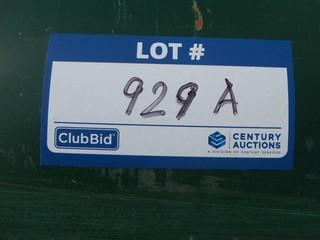 LOT #
929 A
ClubBid
CENTURY
AUCTIONS
A DIVISION OF CENTURY SERVICES